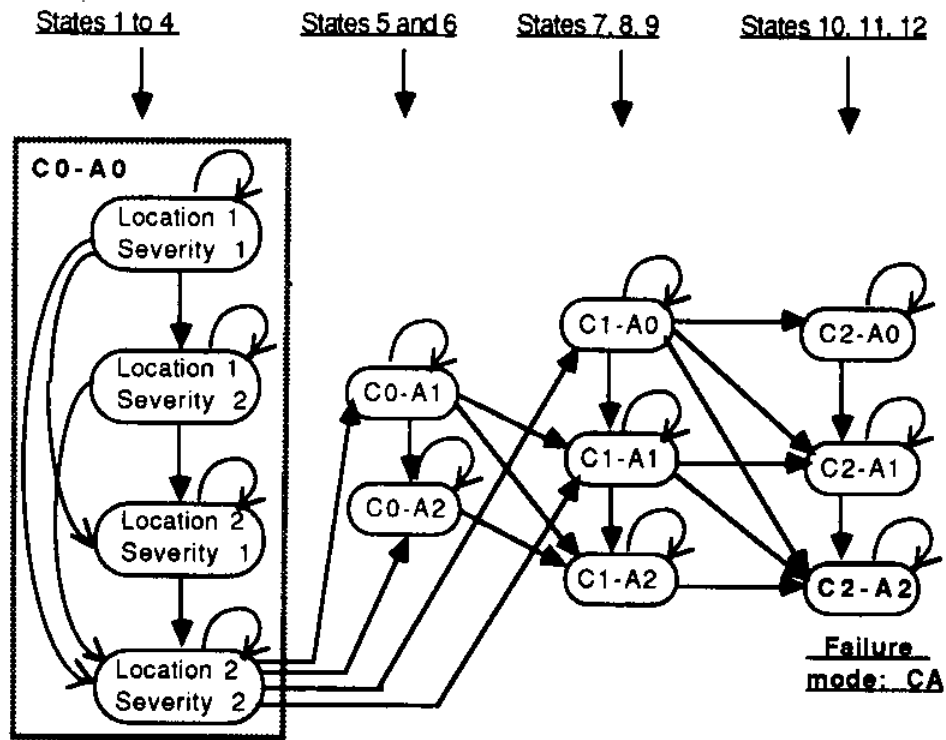 States 1 to 4
States 5 and 6
States 7, 8, 9
States 10, 11, 12
C0-A0
Location 1
Severity 1
Location 1
Severity 2
Location 2
Severity 1
Location 2
Severity 2
C0-A1
C0-A2
C1-A0
C1-A1
C1-A2
C2-A0
C2-A1
C2-A2
Failure
mode: CA